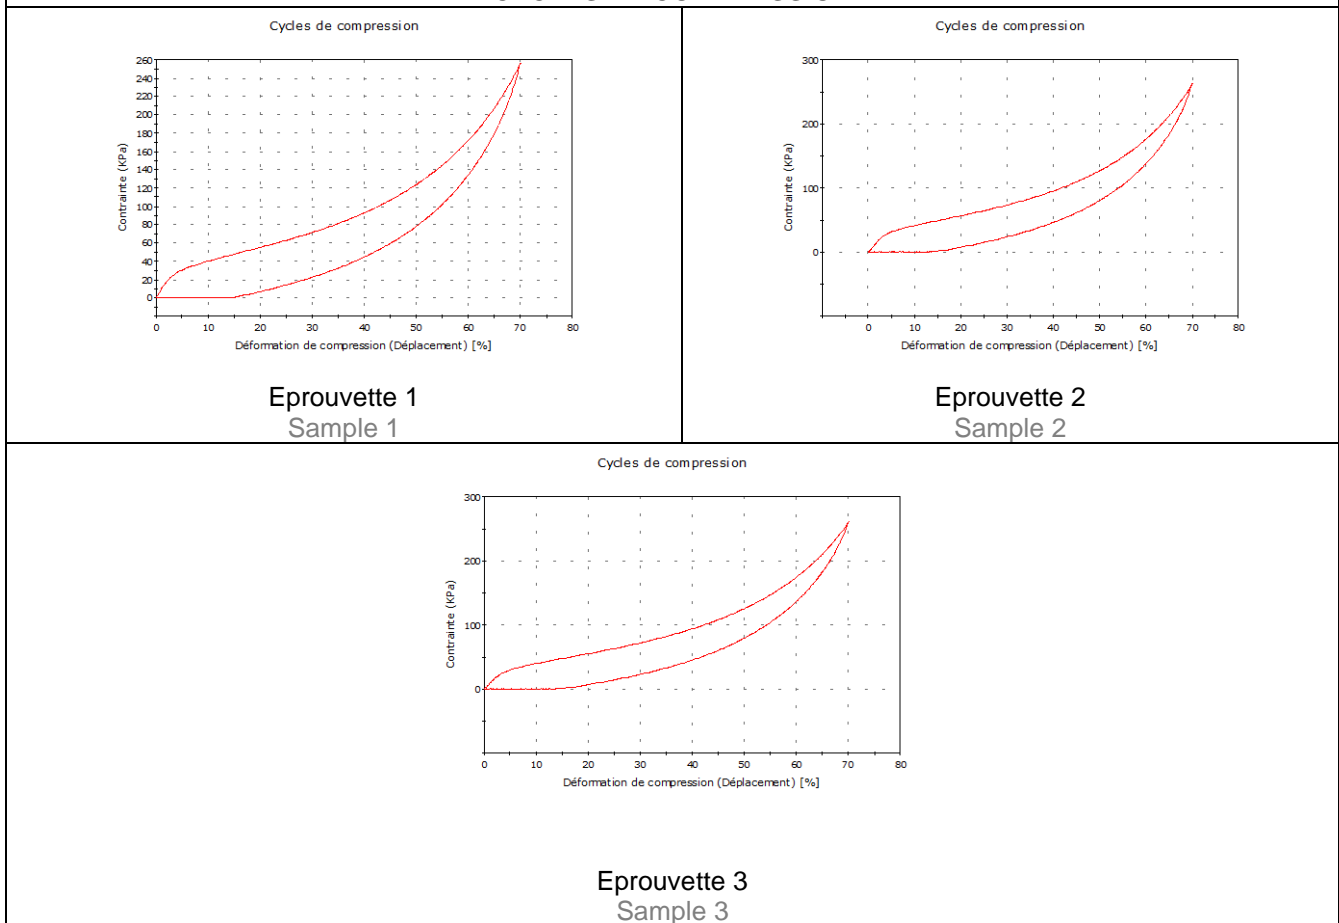 Cycles de compression
260
240
220
200
180
160
140
120
100
80
60
40
20
0
Contrainte (KPa)
0 10 20 30 40 50 60 70 80
Déformation de compression (Déplacement) [%]
Eprouvette 1
Sample 1
Cycles de compression
300
200
100
0
Contrainte (KPa)
0 10 20 30 40 50 60 70 80
Déformation de compression (Déplacement) [%]
Eprouvette 2
Sample 2
Cycles de compression
300
200
100
0
Contrainte (KPa)
0 10 20 30 40 50 60 70 80
Déformation de compression (Déplacement) [%]
Eprouvette 3
Sample 3